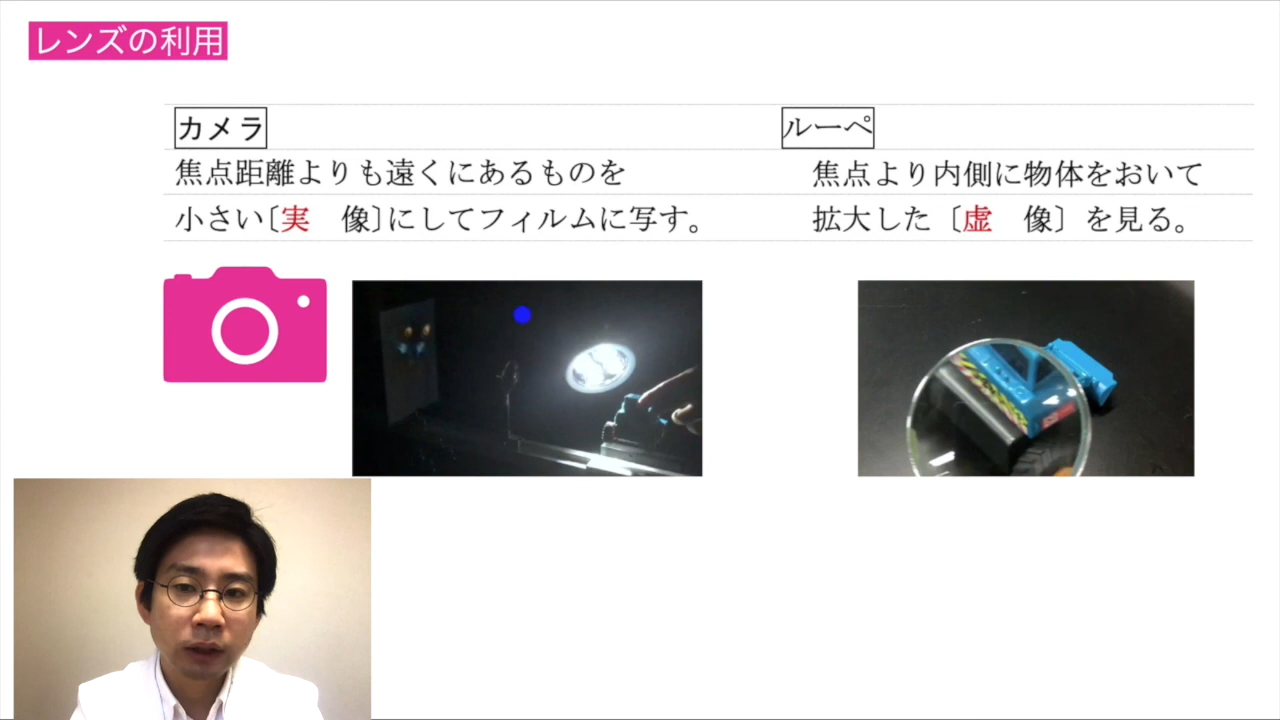 レンズの利用
カメラ
焦点距離よりも遠くにあるものを
小さい〔実　像〕にしてフィルムに写す。
ルーペ
焦点より内側に物体をおいて
拡大した〔虚　像〕を見る。